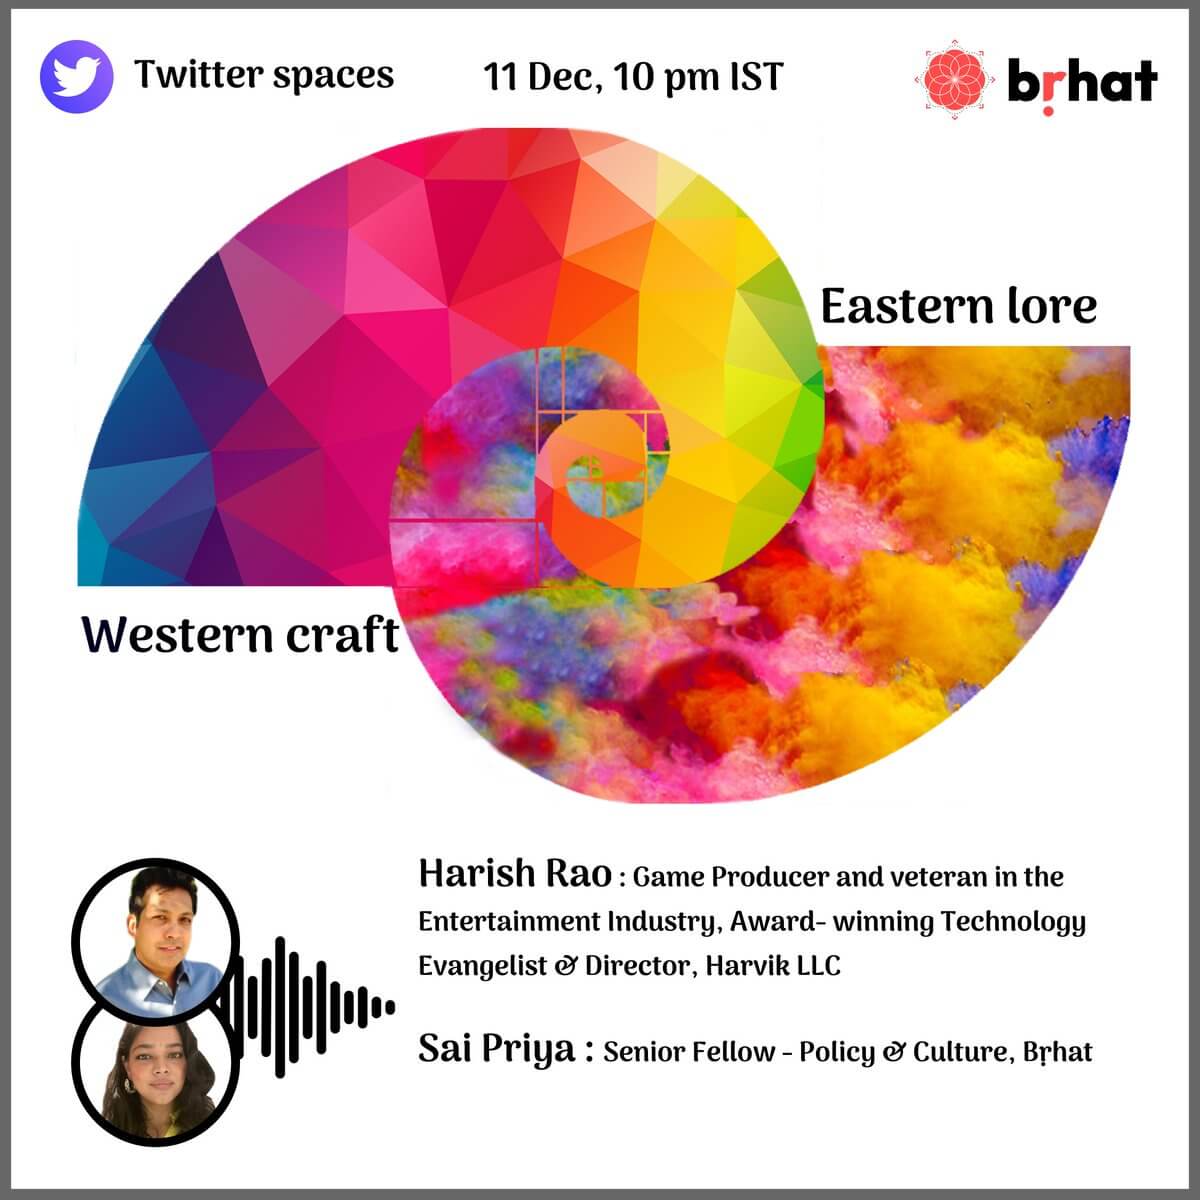 Twitter spaces
11 Dec, 10 pm IST
bṛhat
Eastern lore
Western craft
Harish Rao : Game Producer and veteran in the
Entertainment Industry, Award- winning Technology
Evangelist & Director, Harvik LLC
Sai Priya : Senior Fellow - Policy & Culture, Bṛhat